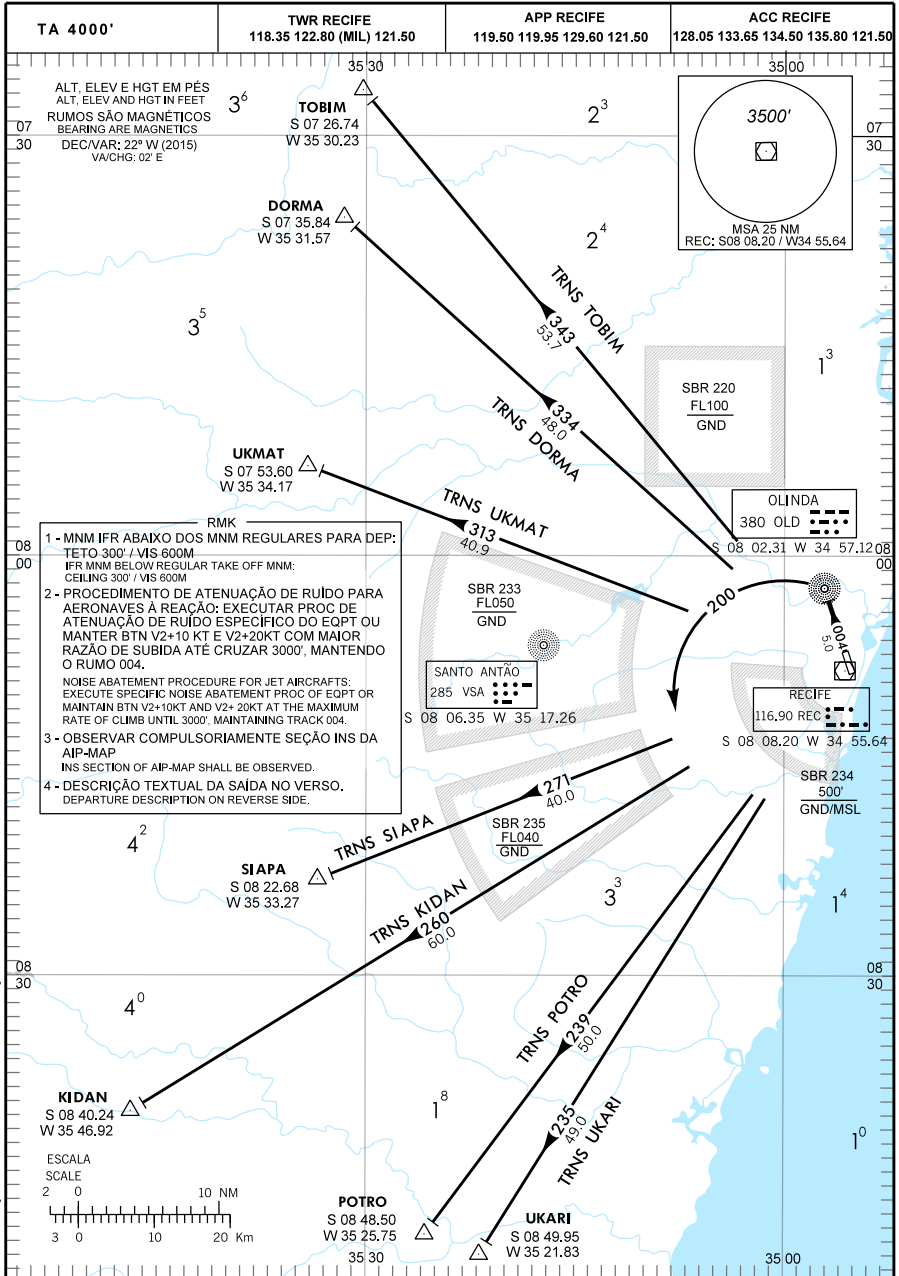 TA 4000'
TWR RECIFE
118.35 122.80 (MIL) 121.50
APP RECIFE
119.50 119.95 129.60 121.50
ACC RECIFE
128.05 133.65 134.50 135.80 121.50
35 30
35 00
ALT, ELEV E HGT EM PÉS
ALT, ELEV AND HGT IN FEET
RUMOS SÃO MAGNÉTICOS
BEARING ARE MAGNETICS
DEC/VAR: 22º W (2015)
VA/CHG: 02' E
3⁶
TOBIM
S 07 26.74
W 35 30.23
2³
3500'
MSA 25 NM
REC: S08 08.20 / W34 55.64
07
30
07
30
DORMA
S 07 35.84
W 35 31.57
2⁴
3⁵
TRNS TOBIM
343
53.7
1³
SBR 220
FL100
GND
TRNS DORMA
334
48.0
UKMAT
S 07 53.60
W 35 34.17
TRNS UKMAT
313
40.9
OLINDA
380 OLD
S 08 02.31 W 34 57.12
08
00
08
00
RMK
1 - MNM IFR ABAIXO DOS MNM REGULARES PARA DEP:
TETO 300' / VIS 600M
IFR MNM BELOW REGULAR TAKE OFF MNM:
CEILING 300' / VIS 600M
2 - PROCEDIMENTO DE ATENUAÇÃO DE RUÍDO PARA
AERONAVES À REAÇÃO: EXECUTAR PROC DE
ATENUAÇÃO DE RUÍDO ESPECÍFICO DO EQPT OU
MANTER BTN V2+10 KT E V2+20KT COM MAIOR
RAZÃO DE SUBIDA ATÉ CRUZAR 3000', MANTENDO
O RUMO 004.
NOISE ABATEMENT PROCEDURE FOR JET AIRCRAFTS:
EXECUTE SPECIFIC NOISE ABATEMENT PROC OF EQPT OR
MAINTAIN BTN V2+10KT AND V2+ 20KT AT THE MAXIMUM
RATE OF CLIMB UNTIL 3000', MAINTAINING TRACK 004.
3 - OBSERVAR COMPULSORIAMENTE SEÇÃO INS DA
AIP-MAP
INS SECTION OF AIP-MAP SHALL BE OBSERVED.
4 - DESCRIÇÃO TEXTUAL DA SAÍDA NO VERSO.
DEPARTURE DESCRIPTION ON REVERSE SIDE.
SBR 233
FL050
GND
200
004
5.0
SANTO ANTÃO
285 VSA
S 08 06.35 W 35 17.26
RECIFE
116.90 REC
S 08 08.20 W 34 55.64
SBR 234
500'
GND/MSL
271
40.0
TRNS SIAPA
SBR 235
FL040
GND
4²
SIAPA
S 08 22.68
W 35 33.27
3³
1⁴
TRNS KIDAN
260
60.0
08
30
08
30
4⁰
TRNS POTRO
239
50.0
KIDAN
S 08 40.24
W 35 46.92
1⁸
235
49.0
TRNS UKARI
1⁰
ESCALA
SCALE
2 0 10 NM
3 0 10 20 Km
POTRO
S 08 48.50
W 35 25.75
UKARI
S 08 49.95
W 35 21.83
35 30
35 00